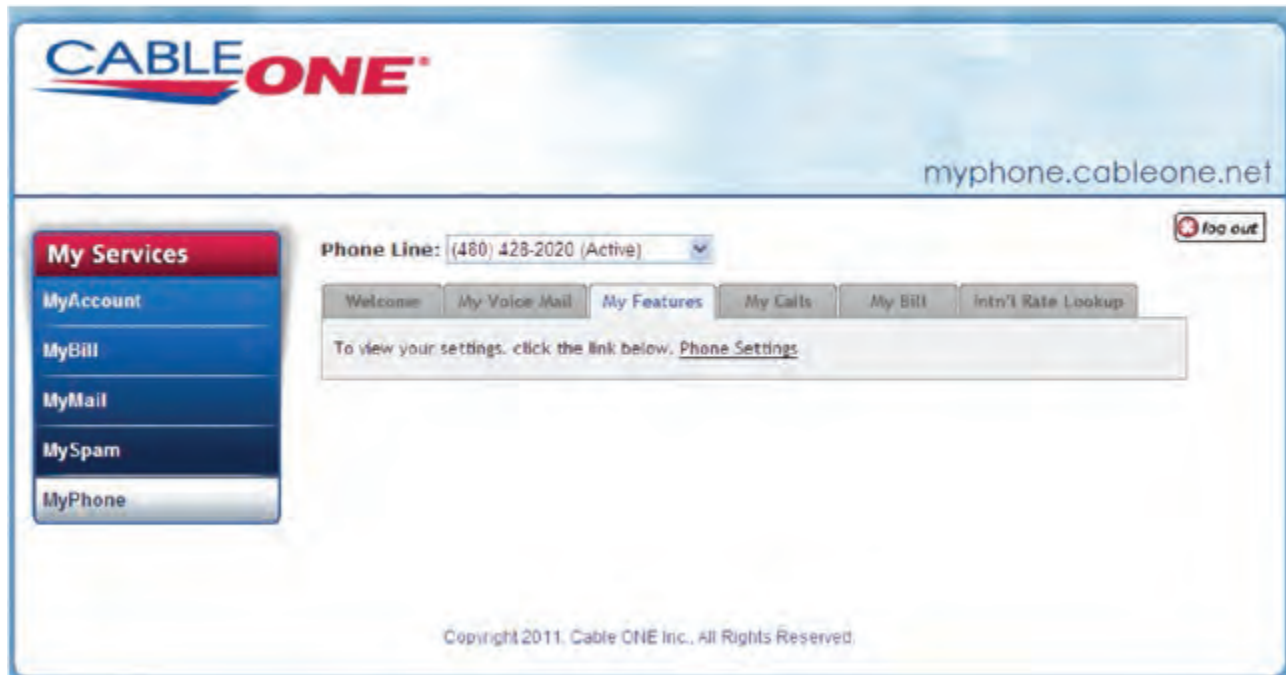 CABLEONE®
myphone.cableone.net
log out
My Services
MyAccount
MyBill
MyMail
MySpam
MyPhone
Phone Line: (480) 428-2020 (Active)
Welcome My Voice Mail My Features My Calls My Bill Intn'l Rate Lookup
To view your settings, click the link below. Phone Settings
Copyright 2011, Cable ONE Inc., All Rights Reserved.